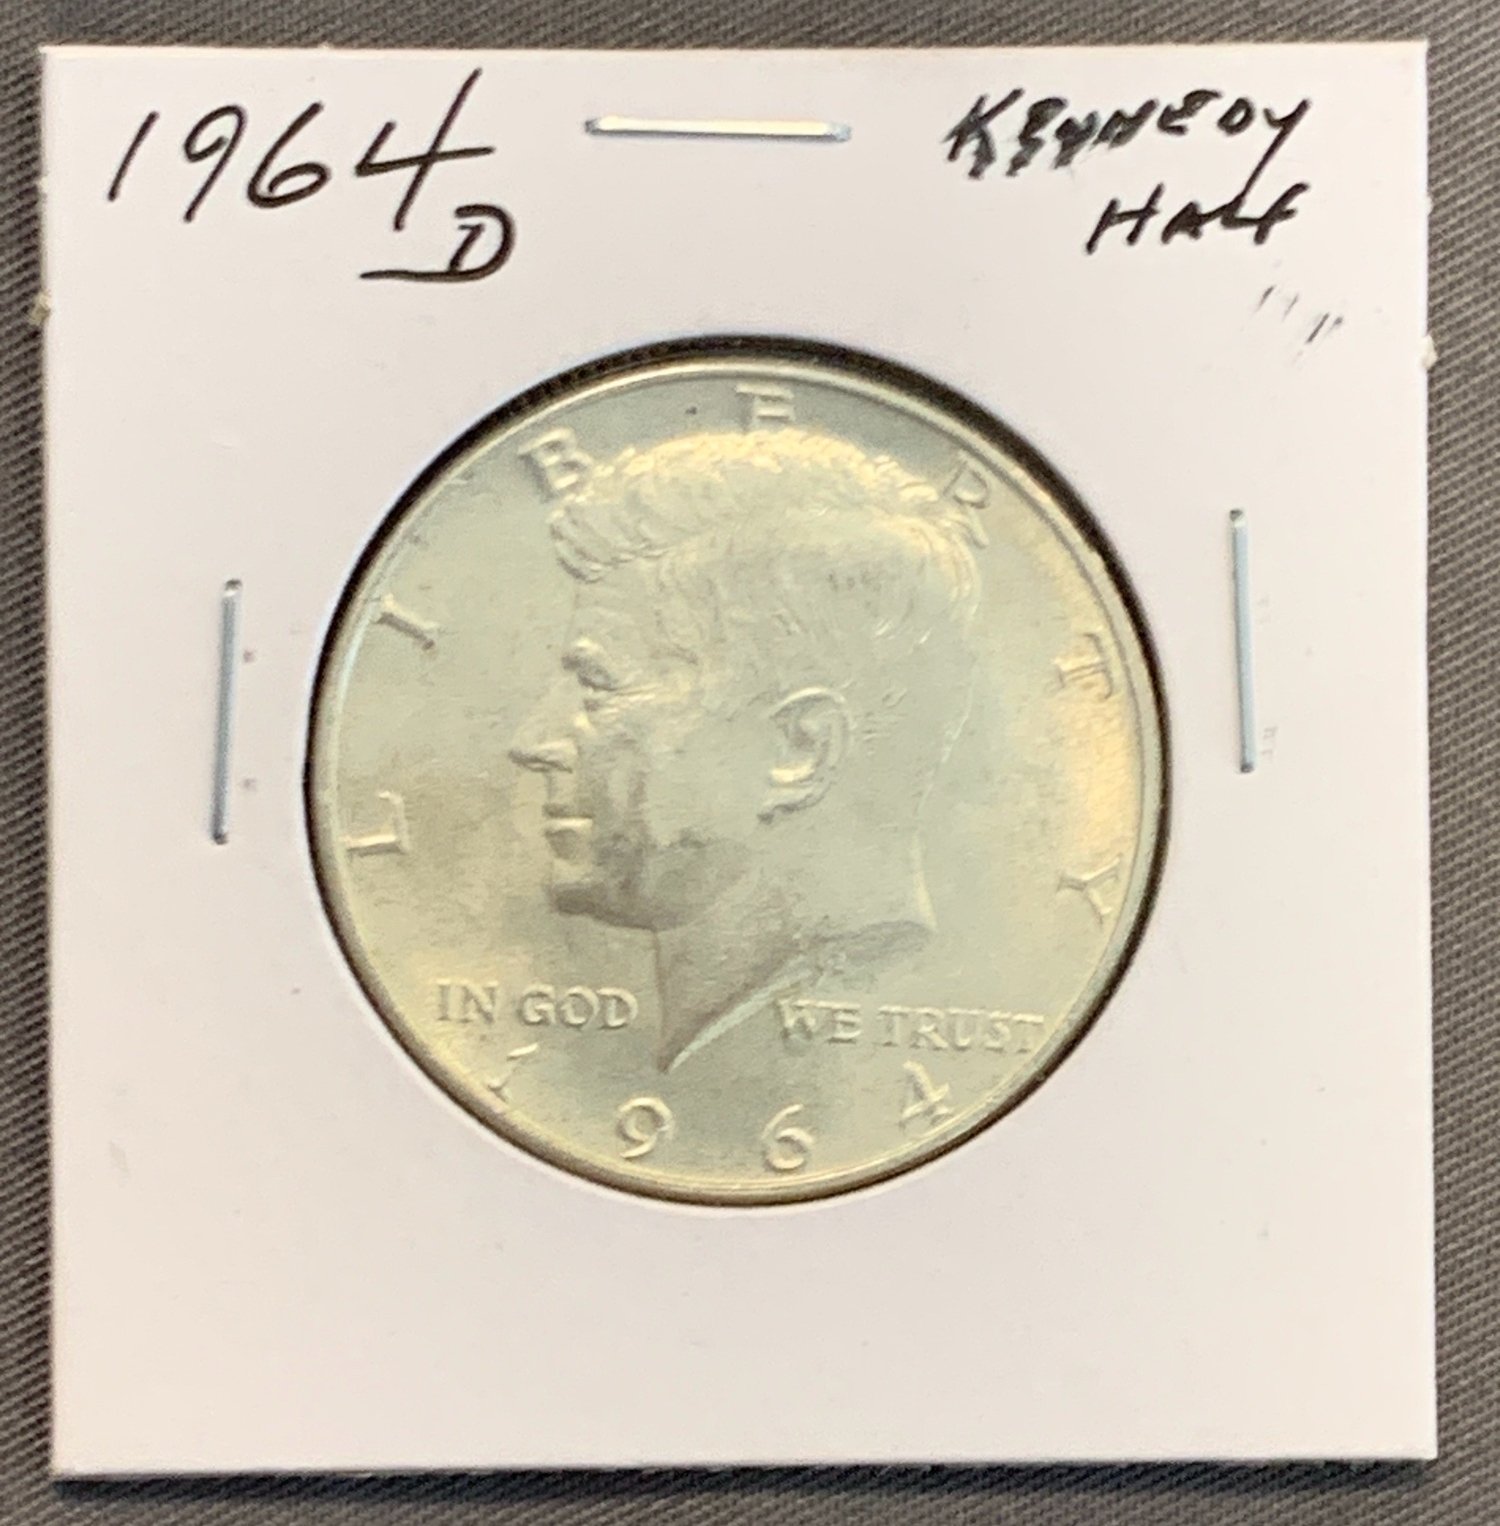 1964
D
KENNEDY
HALF
LIBERTY
IN GOD WE TRUST
1964